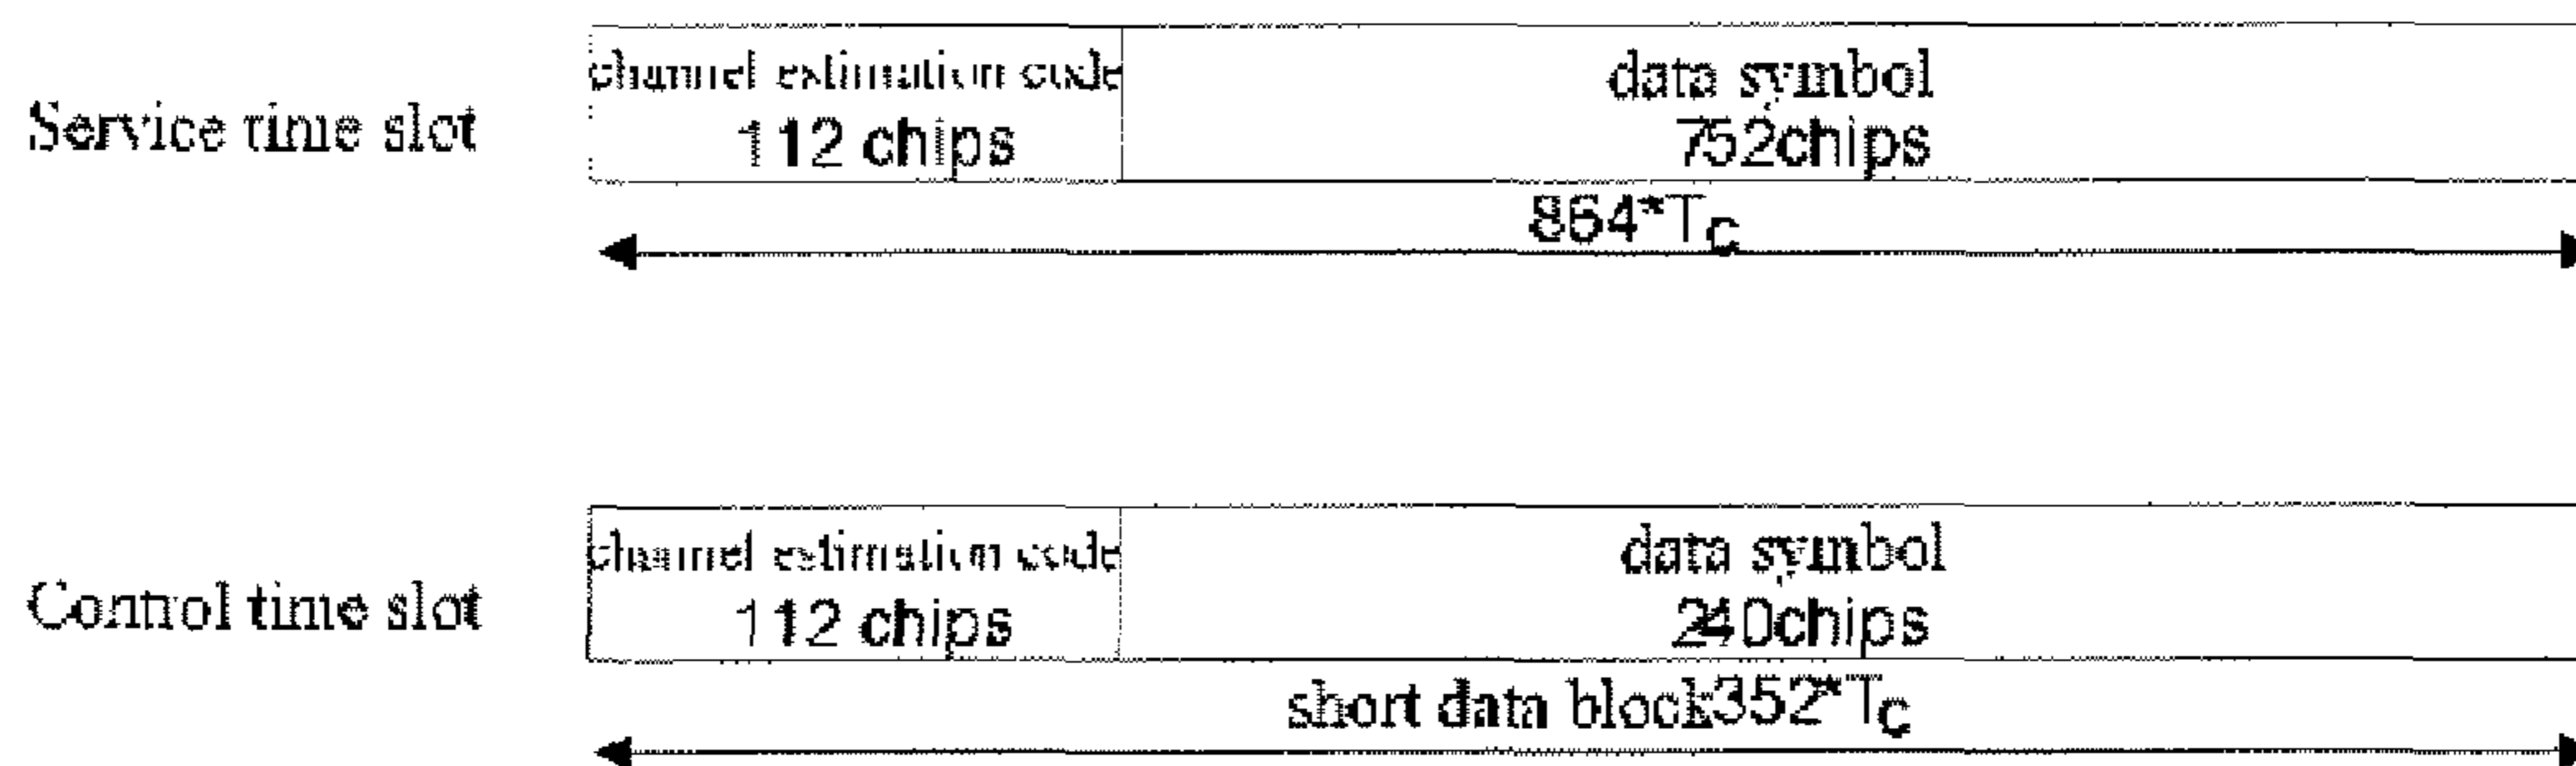 channel estimation code
data symbol
Service time slot
112 chips
752chips
864*Tc
channel estimation code
data symbol
Control time slot
112 chips
240chips
short data block352*Tc